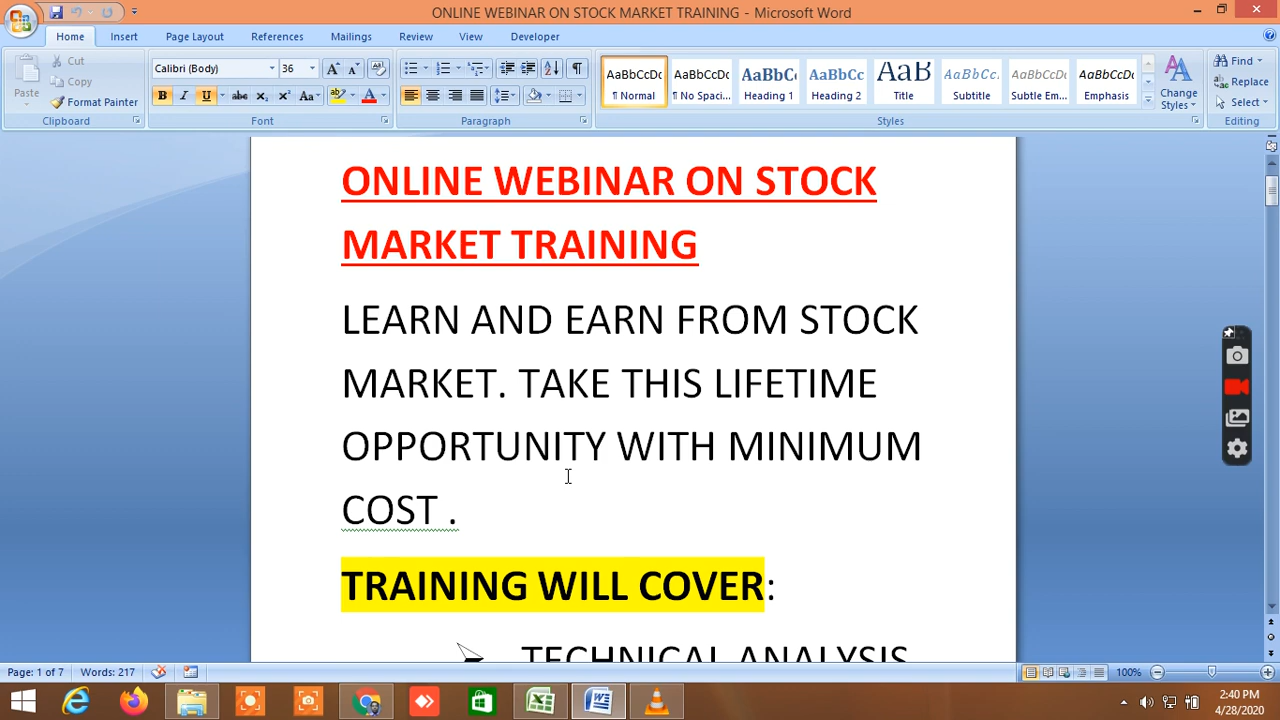 ONLINE WEBINAR ON STOCK MARKET TRAINING - Microsoft Word
Home Insert Page Layout References Mailings Review View Developer
Paste
Cut
Copy
Format Painter
Clipboard
Calibri (Body) 36
Font
Paragraph
AaBbCcDc AaBbCcDc AaBbC AaBbCc AaB AaBbCc. AaBbCcDc AaBbCcDc
¶ Normal ¶ No Spaci... Heading 1 Heading 2 Title Subtitle Subtle Em... Emphasis
Styles
Change Styles
Find
Replace
Select
Editing
ONLINE WEBINAR ON STOCK
MARKET TRAINING
LEARN AND EARN FROM STOCK
MARKET. TAKE THIS LIFETIME
OPPORTUNITY WITH MINIMUM
COST .
TRAINING WILL COVER:
TECHNICAL ANALYSIS
Page: 1 of 7 Words: 217 100%
2:40 PM
4/28/2020